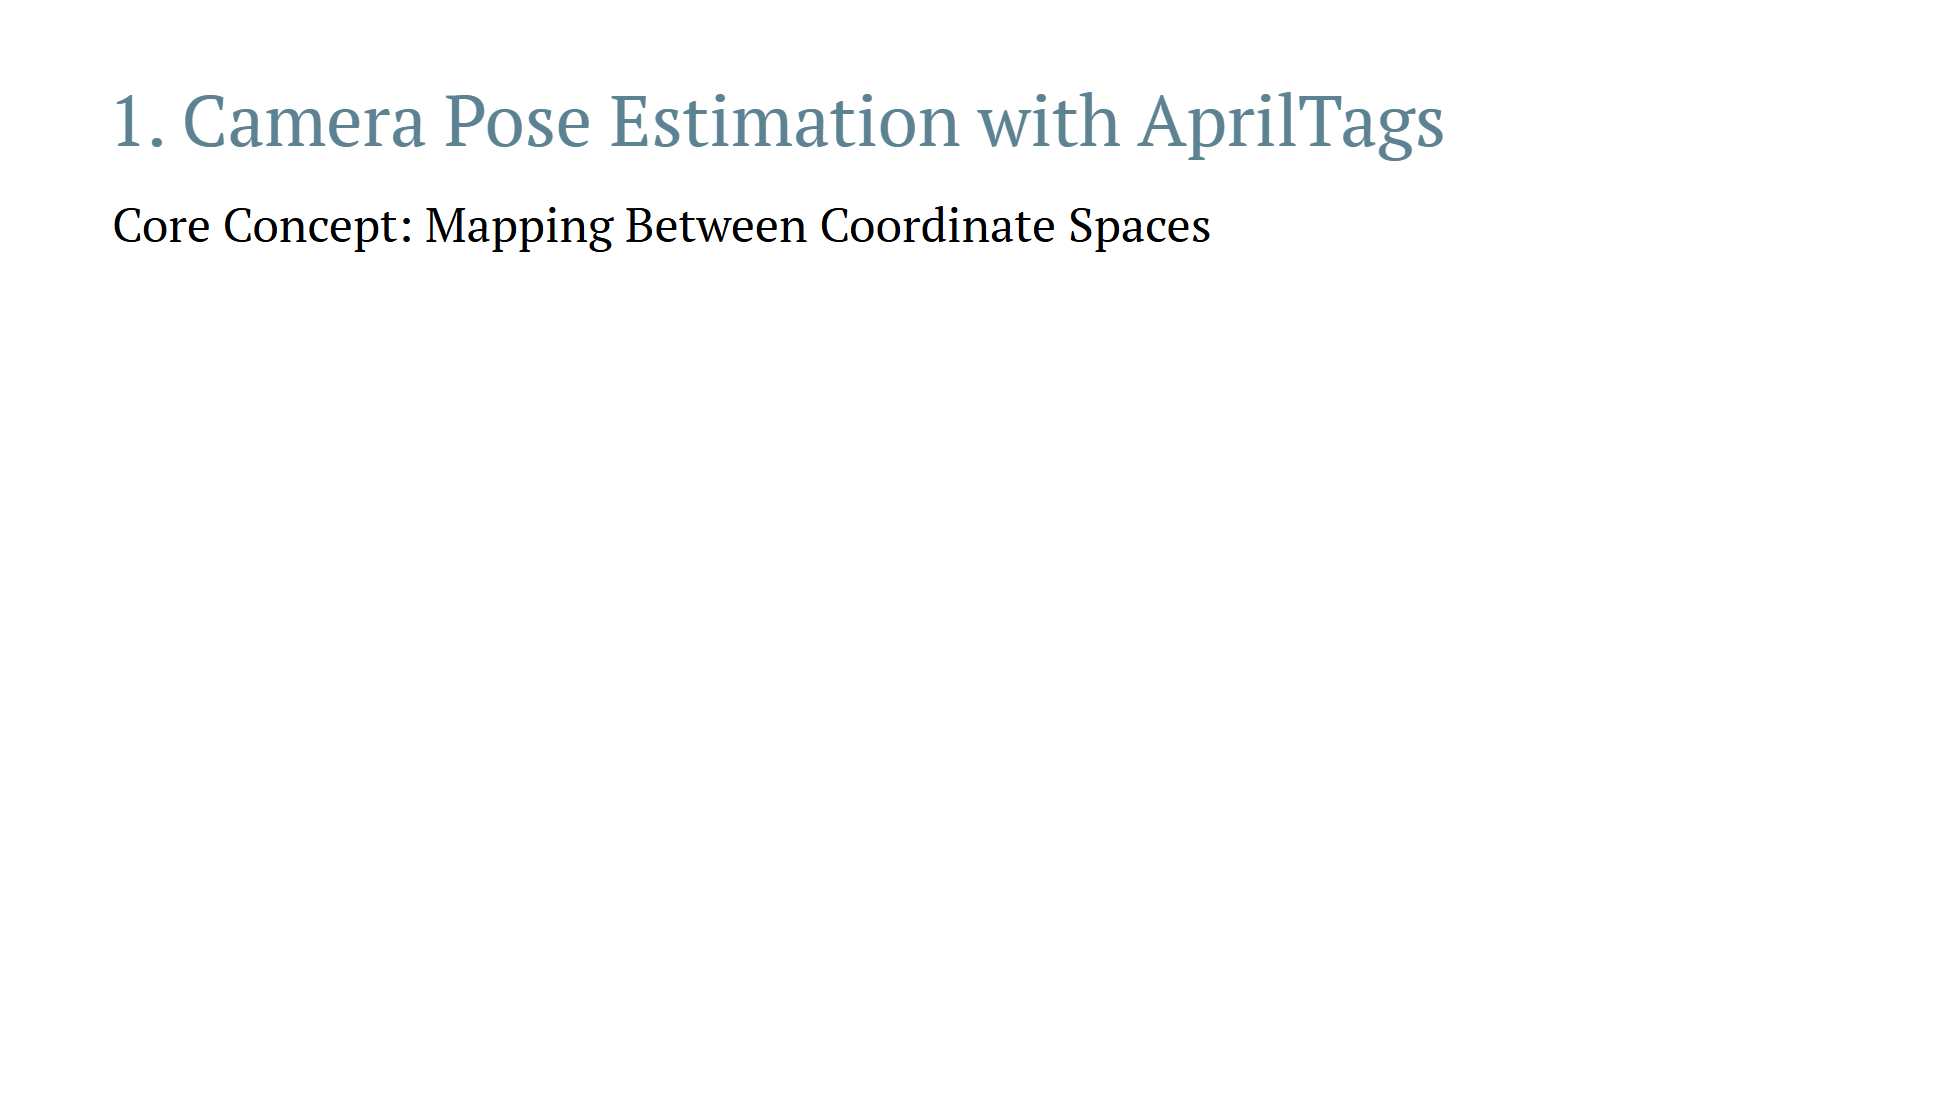 1. Camera Pose Estimation with AprilTags
Core Concept: Mapping Between Coordinate Spaces